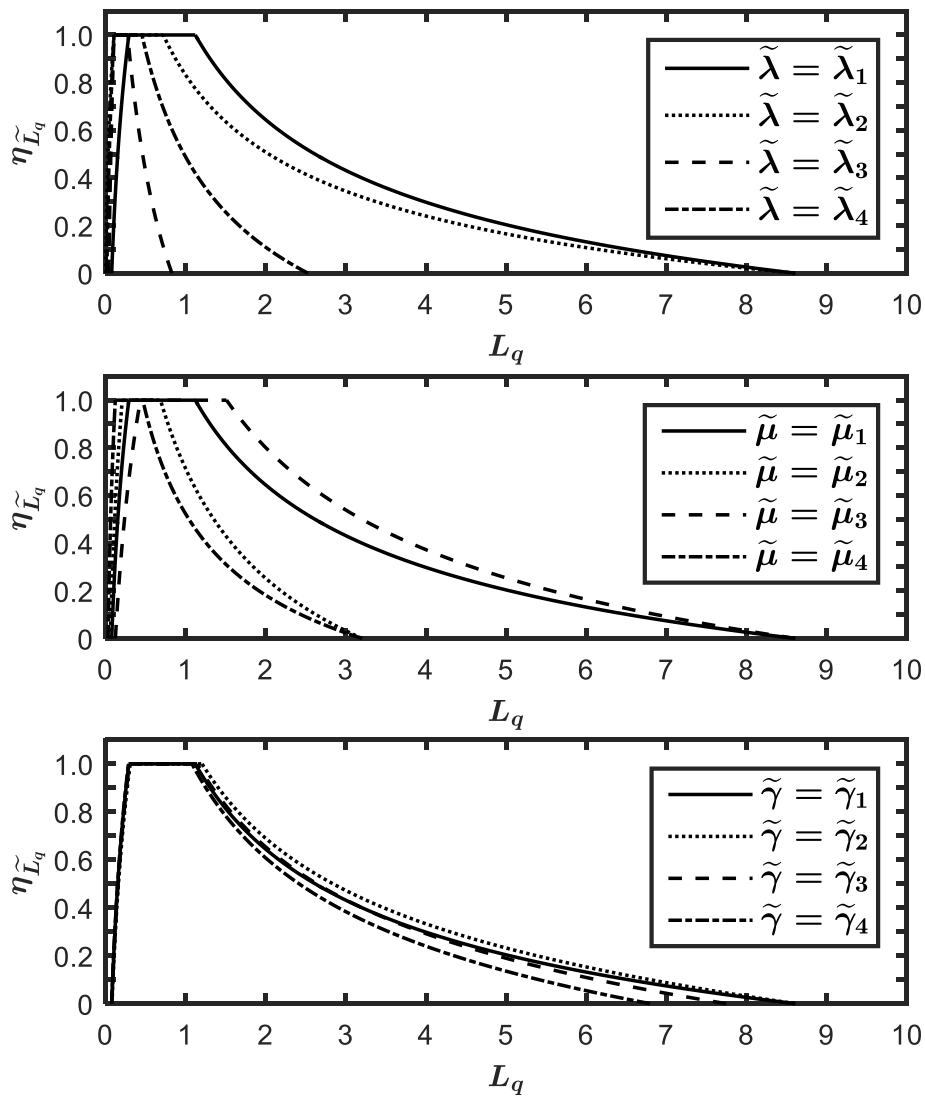 1.0
0.8
0.6
0.4
0.2
0
η_{L̃_q}
0 1 2 3 4 5 6 7 8 9 10
L_q
λ̃ = λ̃₁
λ̃ = λ̃₂
λ̃ = λ̃₃
λ̃ = λ̃₄
1.0
0.8
0.6
0.4
0.2
0
η_{L̃_q}
0 1 2 3 4 5 6 7 8 9 10
L_q
μ̃ = μ̃₁
μ̃ = μ̃₂
μ̃ = μ̃₃
μ̃ = μ̃₄
1.0
0.8
0.6
0.4
0.2
0
η_{L̃_q}
0 1 2 3 4 5 6 7 8 9 10
L_q
γ̃ = γ̃₁
γ̃ = γ̃₂
γ̃ = γ̃₃
γ̃ = γ̃₄